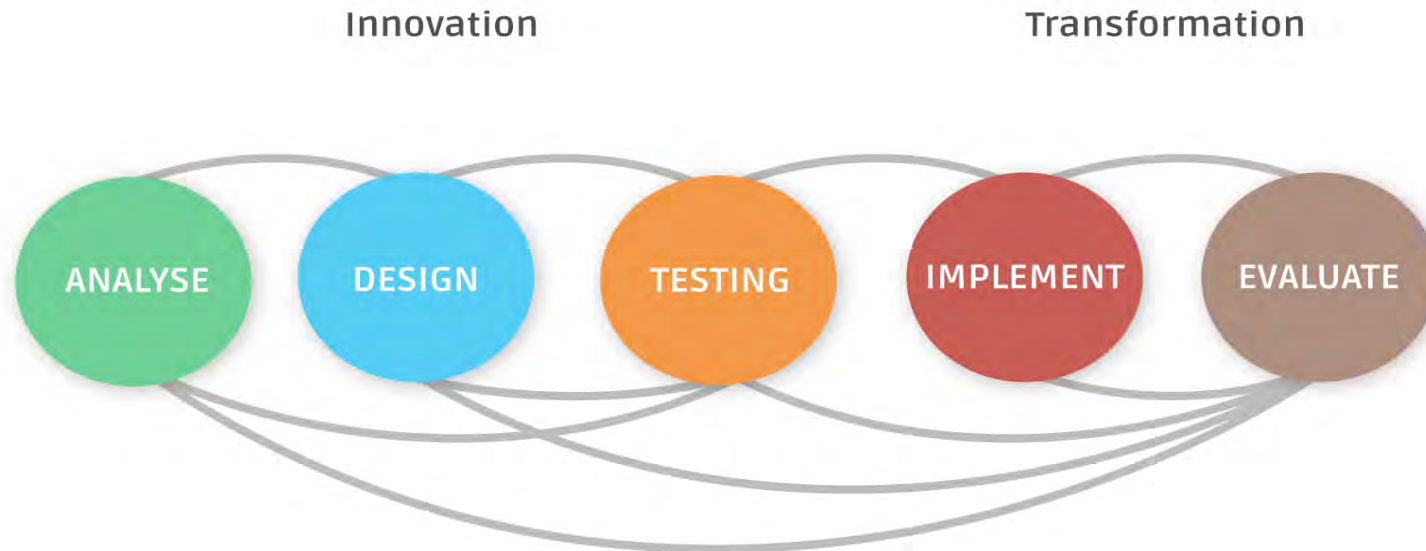 Innovation
Transformation
ANALYSE
DESIGN
TESTING
IMPLEMENT
EVALUATE